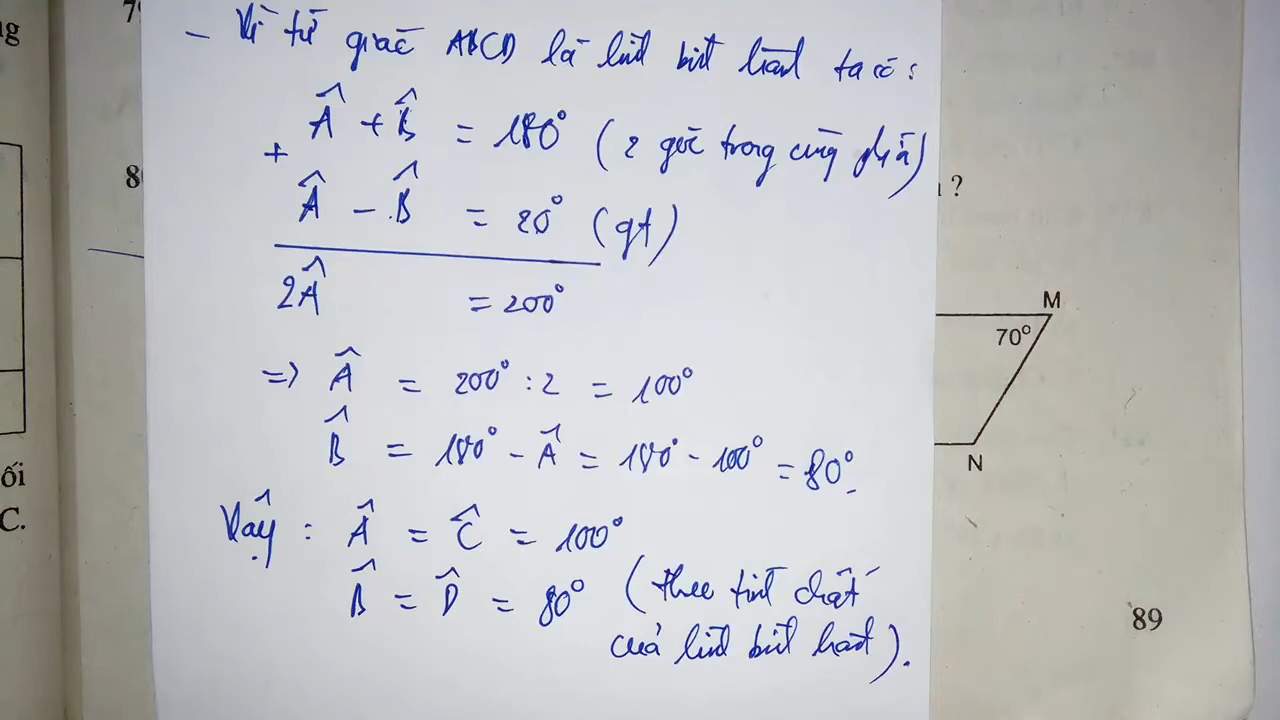 - Vì tứ giác ABCD là hình bình hành ta có:
Â + B̂ = 180° (2 góc trong cùng phía)
+
Â - B̂ = 20° (gt)
2Â = 200°
=> Â = 200° : 2 = 100°
B̂ = 180° - Â = 180° - 100° = 80°.
Vậy : Â = Ĉ = 100°
B̂ = D̂ = 80° (theo tính chất
của hình bình hành).
?
M
70°
N
89
ối
C.